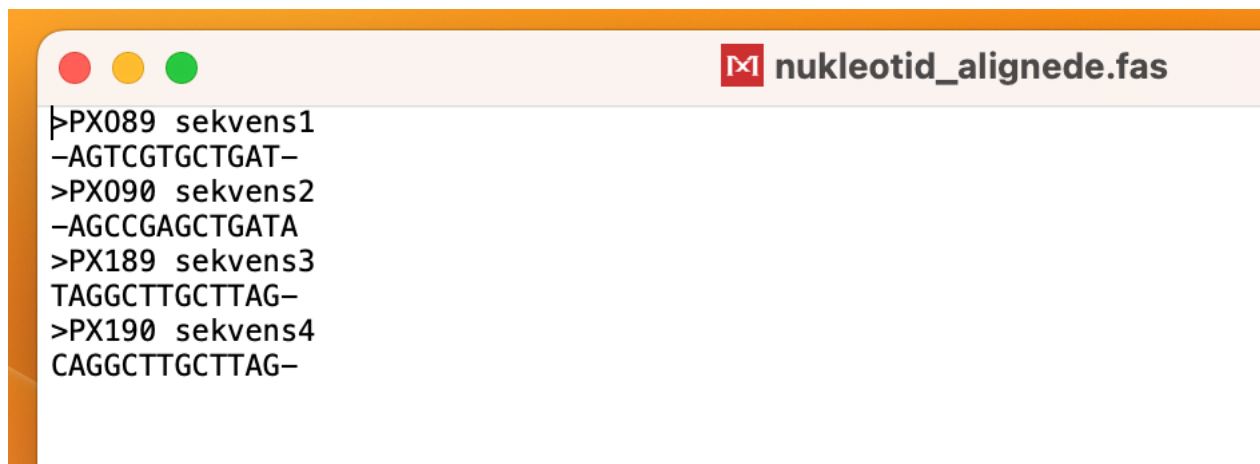 nukleotid_alignede.fas
>PX089 sekvens1
-AGTCGTGCTGAT-
>PX090 sekvens2
-AGCCGAGCTGATA
>PX189 sekvens3
TAGGCTTGCTTAG-
>PX190 sekvens4
CAGGCTTGCTTAG-